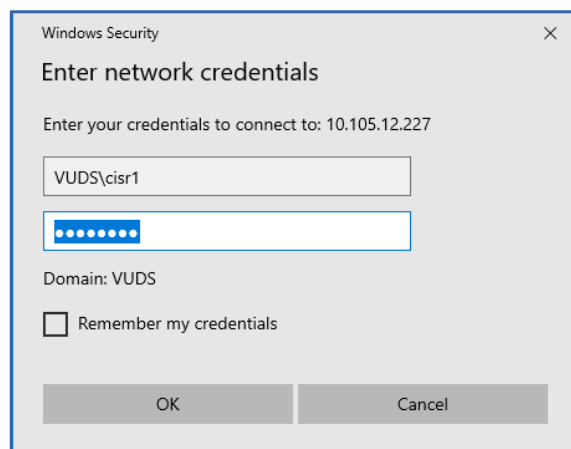 Windows Security
Enter network credentials
Enter your credentials to connect to: 10.105.12.227
VUDS\cisr1
●●●●●●●●
Domain: VUDS
Remember my credentials
OK
Cancel